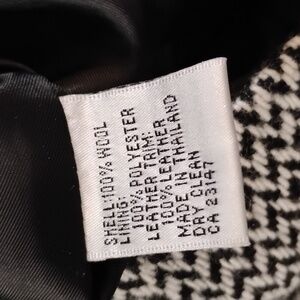 SHELL:100% WOOL
LINING:
100% POLYESTER
LEATHER TRIM:
100% LEATHER
MADE IN THAILAND
DRY CLEAN
CA 23147